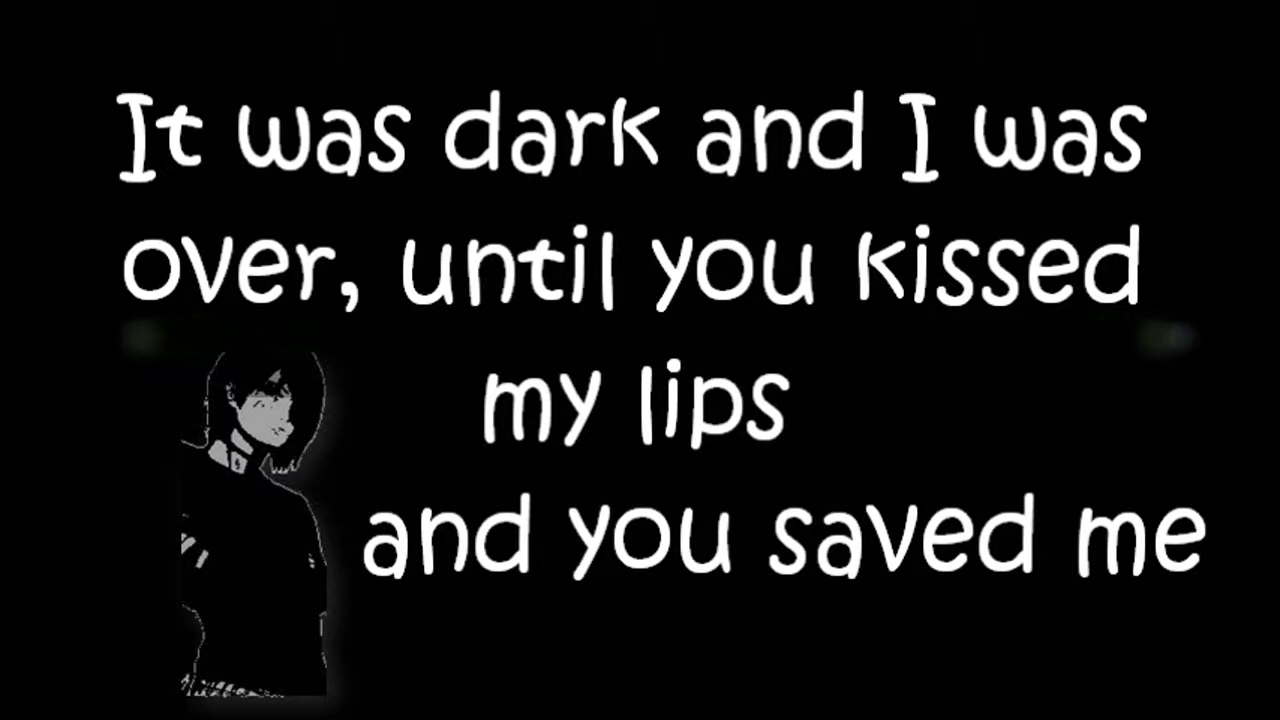 It was dark and I was
over, until you kissed
my lips
and you saved me